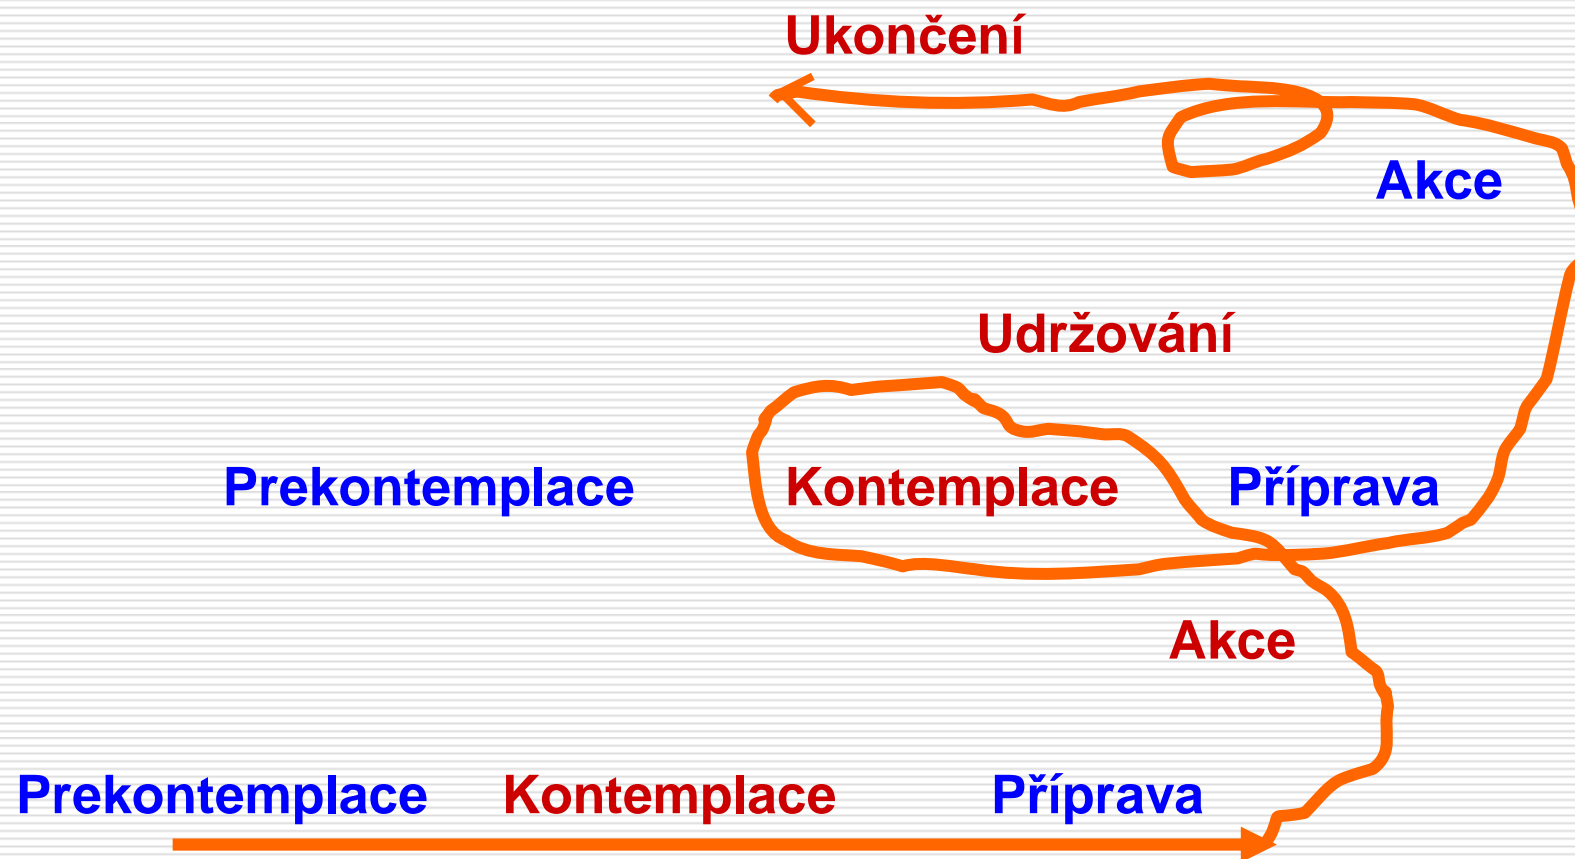 Ukončení
Akce
Udržování
Prekontemplace Kontemplace Příprava
Akce
Prekontemplace Kontemplace Příprava